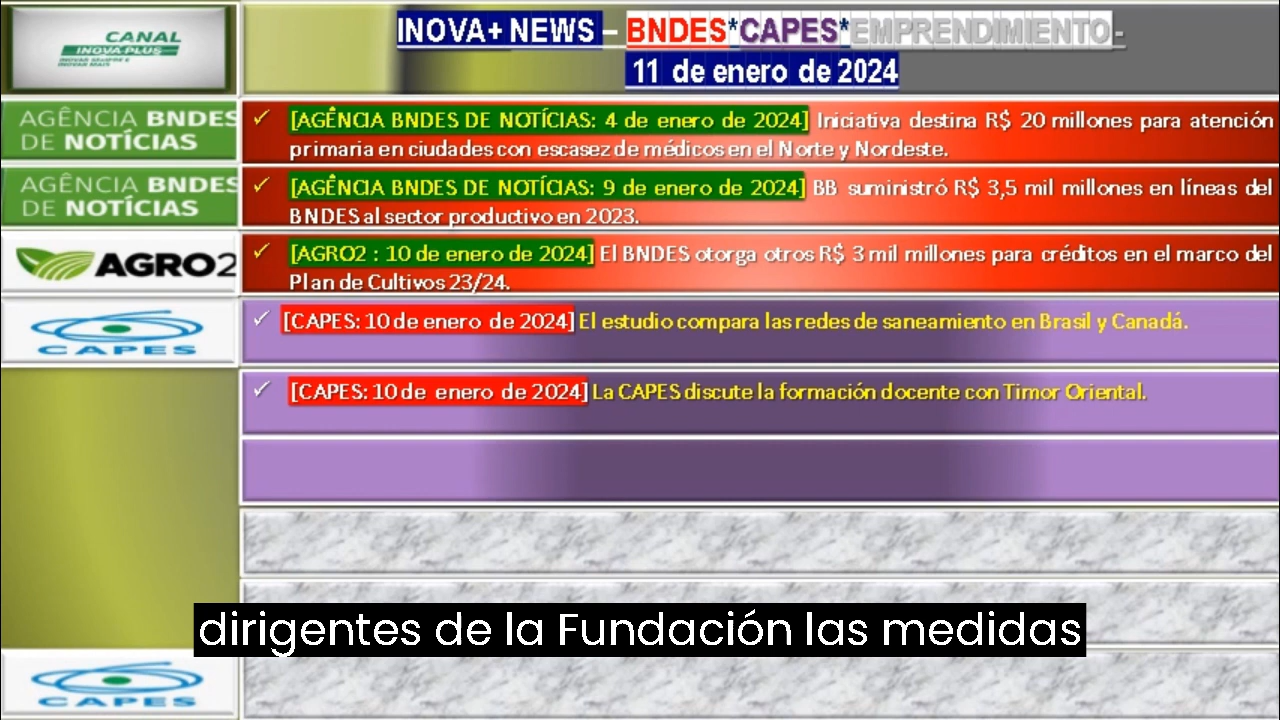 CANAL
INOVA PLUS
INOVAR SEMPRE E
INOVAR MAIS
INOVA+ NEWS – BNDES*CAPES*EMPRENDIMIENTO-
11 de enero de 2024
AGÊNCIA BNDES
DE NOTÍCIAS
✓ [AGÊNCIA BNDES DE NOTÍCIAS: 4 de enero de 2024] Iniciativa destina R$ 20 millones para atención
primaria en ciudades con escasez de médicos en el Norte y Nordeste.
AGÊNCIA BNDES
DE NOTÍCIAS
✓ [AGÊNCIA BNDES DE NOTÍCIAS: 9 de enero de 2024] BB suministró R$ 3,5 mil millones en líneas del
BNDES al sector productivo en 2023.
AGRO2
✓ [AGRO2 : 10 de enero de 2024] El BNDES otorga otros R$ 3 mil millones para créditos en el marco del
Plan de Cultivos 23/24.
CAPES
✓ [CAPES: 10 de enero de 2024] El estudio compara las redes de saneamiento en Brasil y Canadá.
✓ [CAPES: 10 de enero de 2024] La CAPES discute la formación docente con Timor Oriental.
dirigentes de la Fundación las medidas
CAPES